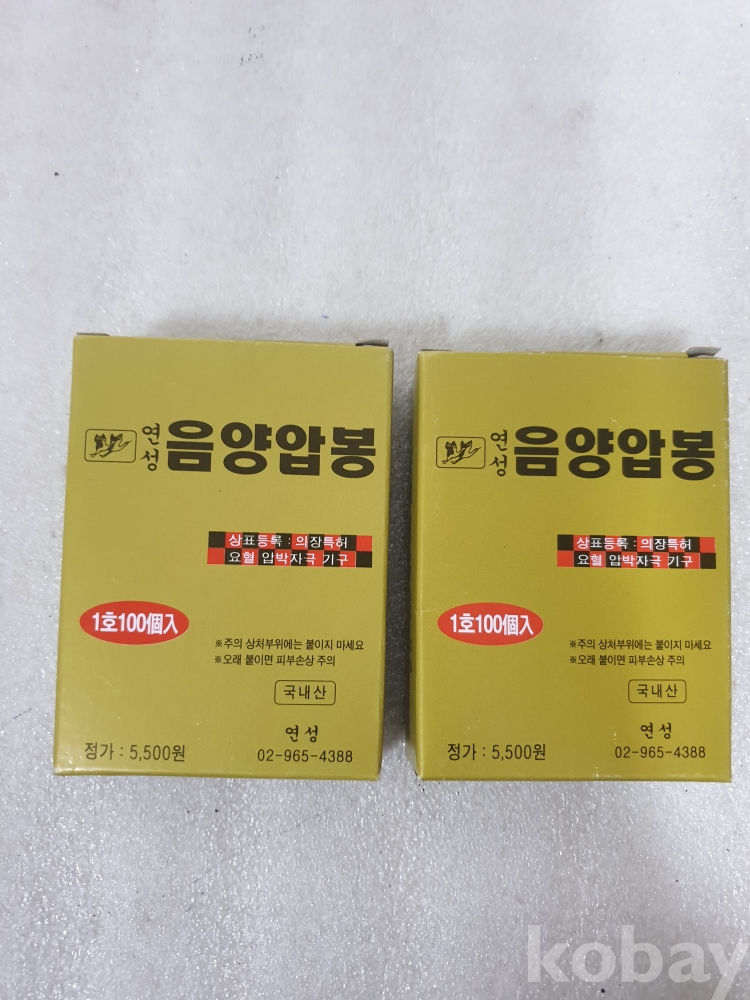 연성 음양압봉
상표등록 : 의장특허
요혈 압박자극 기구
1호100個入
※주의 상처부위에는 붙이지 마세요
※오래 붙이면 피부손상 주의
국내산
연성
정가 : 5,500원
02-965-4388
연성 음양압봉
상표등록 : 의장특허
요혈 압박자극 기구
1호100個入
※주의 상처부위에는 붙이지 마세요
※오래 붙이면 피부손상 주의
국내산
연성
정가 : 5,500원
02-965-4388
kobay